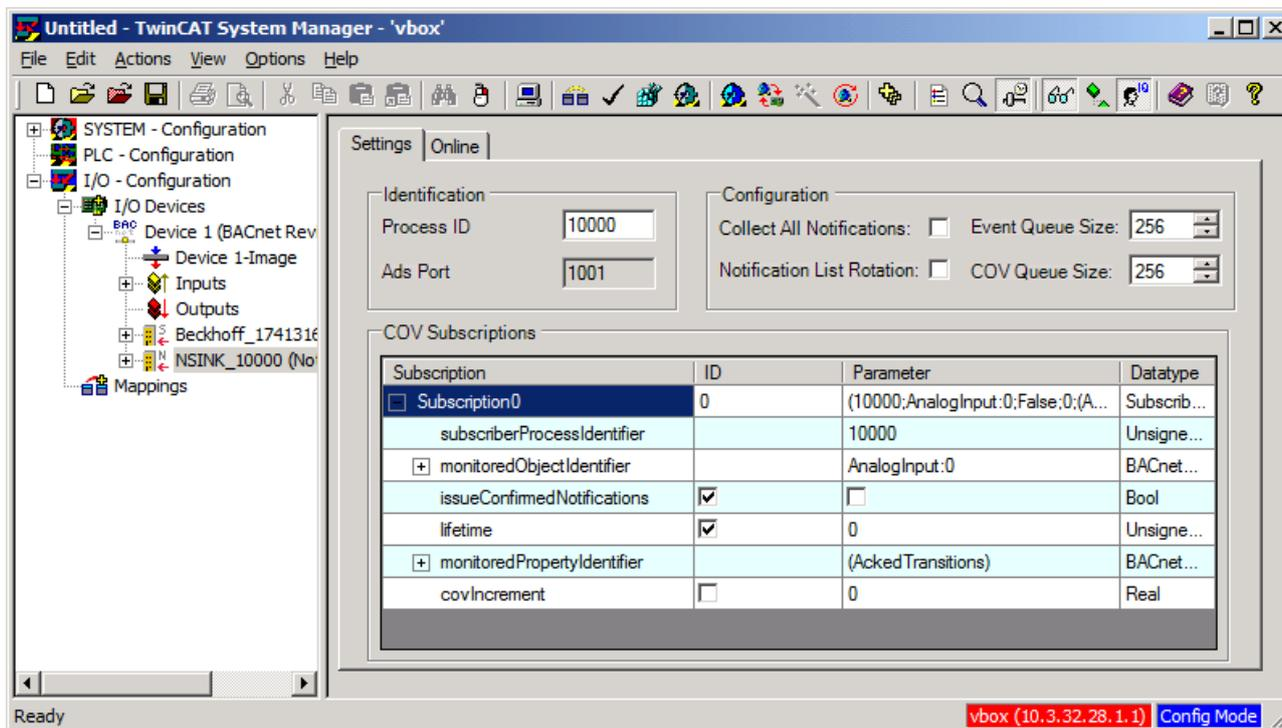 Untitled - TwinCAT System Manager - 'vbox'
File Edit Actions View Options Help
SYSTEM - Configuration
PLC - Configuration
I/O - Configuration
I/O Devices
Device 1 (BACnet Rev
Device 1-Image
Inputs
Outputs
Beckhoff_1741316
NSINK_10000 (No
Mappings
Settings Online
Identification
Process ID 10000
Ads Port 1001
Configuration
Collect All Notifications: Event Queue Size: 256
Notification List Rotation: COV Queue Size: 256
COV Subscriptions
Subscription ID Parameter Datatype
Subscription0 0 (10000;AnalogInput:0;False;0;(A... Subscrib...
subscriberProcessIdentifier 10000 Unsigne...
monitoredObjectIdentifier AnalogInput:0 BACnet...
issueConfirmedNotifications Bool
lifetime 0 Unsigne...
monitoredPropertyIdentifier (AckedTransitions) BACnet...
covIncrement 0 Real
Ready vbox (10.3.32.28.1.1) Config Mode